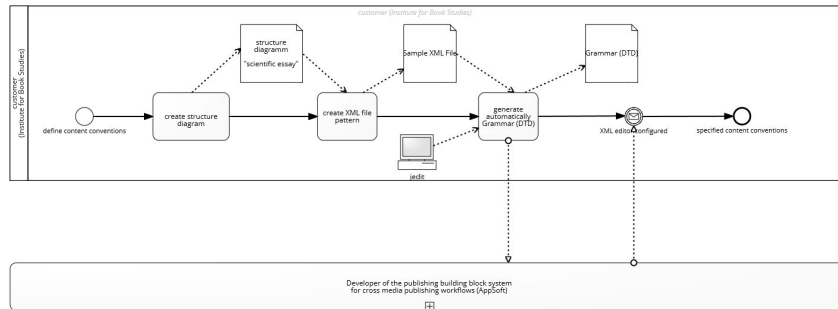 customer (Institute for Book Studies)
customer
(Institute for Book Studies)
structure
diagramm
"scientific essay"
Sample XML File
Grammar (DTD)
define content conventions
create structure
diagram
create XML file
pattern
generate
automatically
Grammar (DTD)
XML editor configured
specified content conventions
jedit
Developer of the publishing building block system
for cross media publishing workflows (AppSoft)